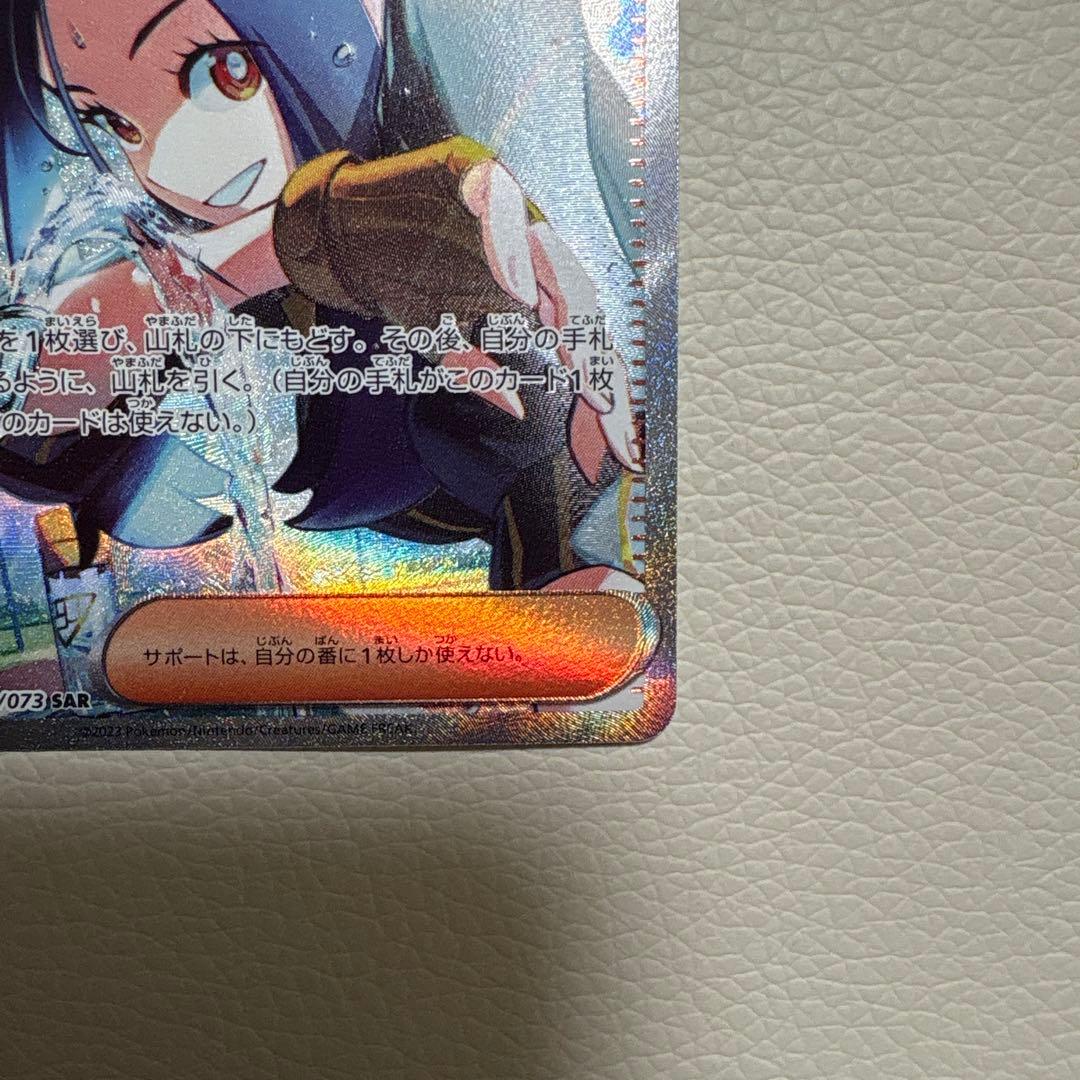 を1枚選び、山札の下にもどす。その後、自分の手札
るように、山札を引く。（自分の手札がこのカード1枚
のカードは使えない。）
サポートは、自分の番に1枚しか使えない。
/073 SAR
©2023 Pokémon/Nintendo/Creatures/GAME FREAK